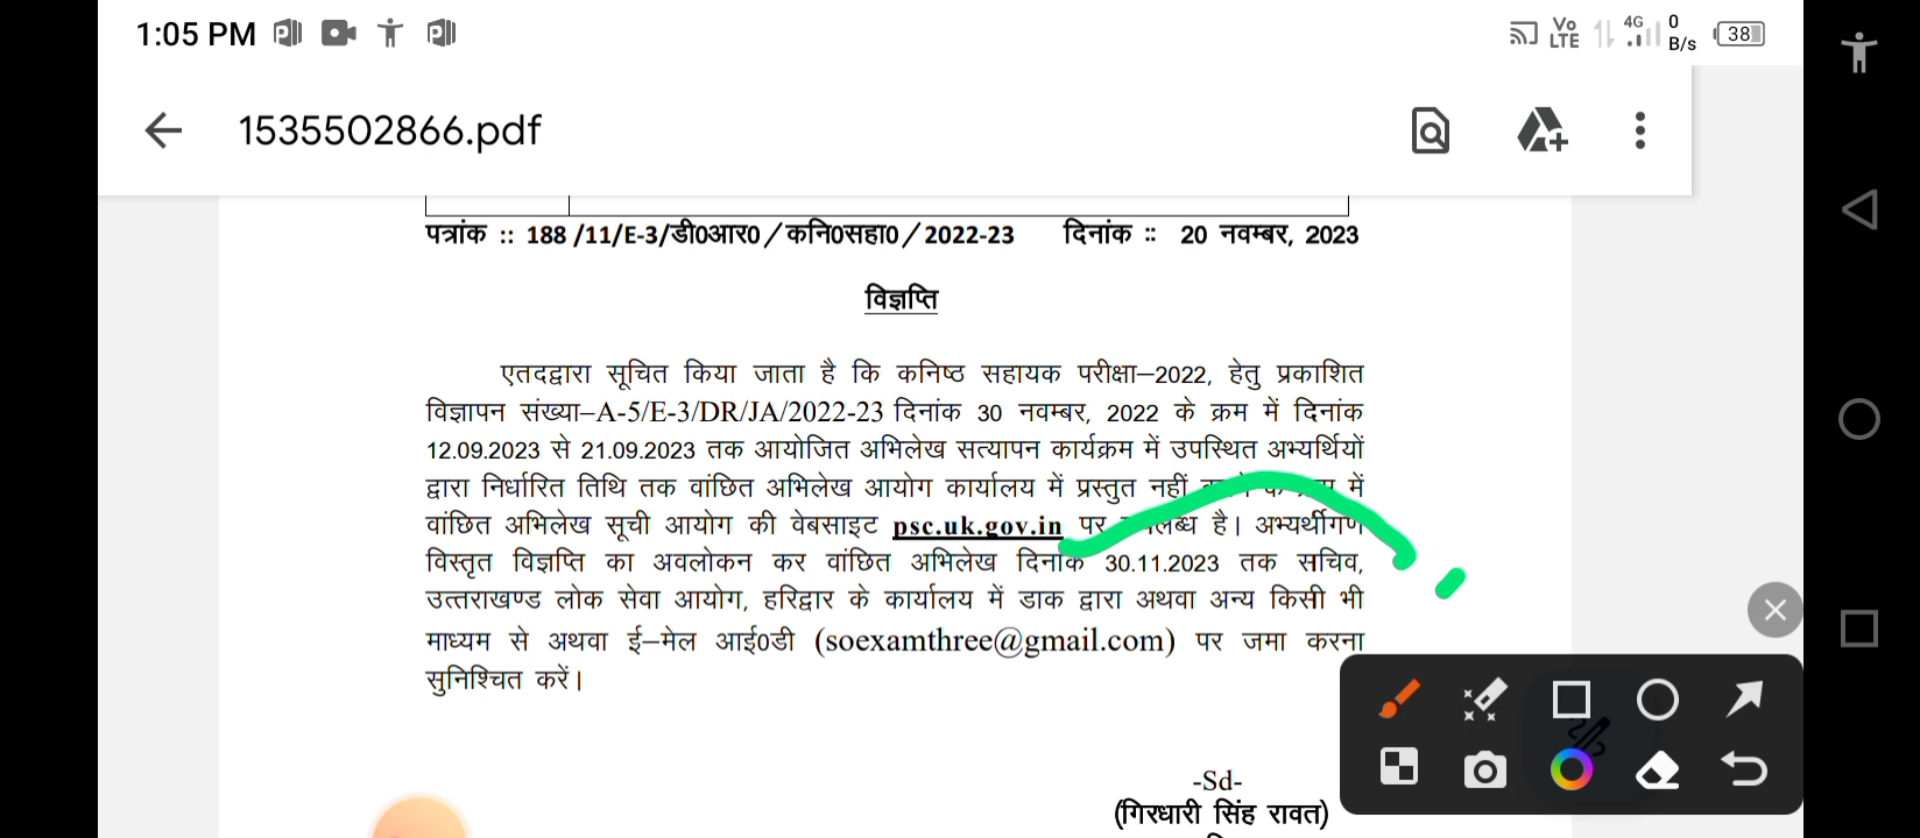 1:05 PM Vo LTE 4G 0 B/s 38
1535502866.pdf
पत्रांक :: 188 /11/E-3/डी0आर0/कनि0सहा0/2022-23 दिनांक :: 20 नवम्बर, 2023
विज्ञप्ति
एतदद्वारा सूचित किया जाता है कि कनिष्ठ सहायक परीक्षा–2022, हेतु प्रकाशित
विज्ञापन संख्या–A-5/E-3/DR/JA/2022-23 दिनांक 30 नवम्बर, 2022 के क्रम में दिनांक
12.09.2023 से 21.09.2023 तक आयोजित अभिलेख सत्यापन कार्यक्रम में उपस्थित अभ्यर्थियों
द्वारा निर्धारित तिथि तक वांछित अभिलेख आयोग कार्यालय में प्रस्तुत नहीं में
वांछित अभिलेख सूची आयोग की वेबसाइट psc.uk.gov.in पर है। अभ्यर्थीगण
विस्तृत विज्ञप्ति का अवलोकन कर वांछित अभिलेख दिनांक 30.11.2023 तक सचिव,
उत्तराखण्ड लोक सेवा आयोग, हरिद्वार के कार्यालय में डाक द्वारा अथवा अन्य किसी भी
माध्यम से अथवा ई–मेल आई0डी (soexamthree@gmail.com) पर जमा करना
सुनिश्चित करें।
-Sd-
(गिरधारी सिंह रावत)